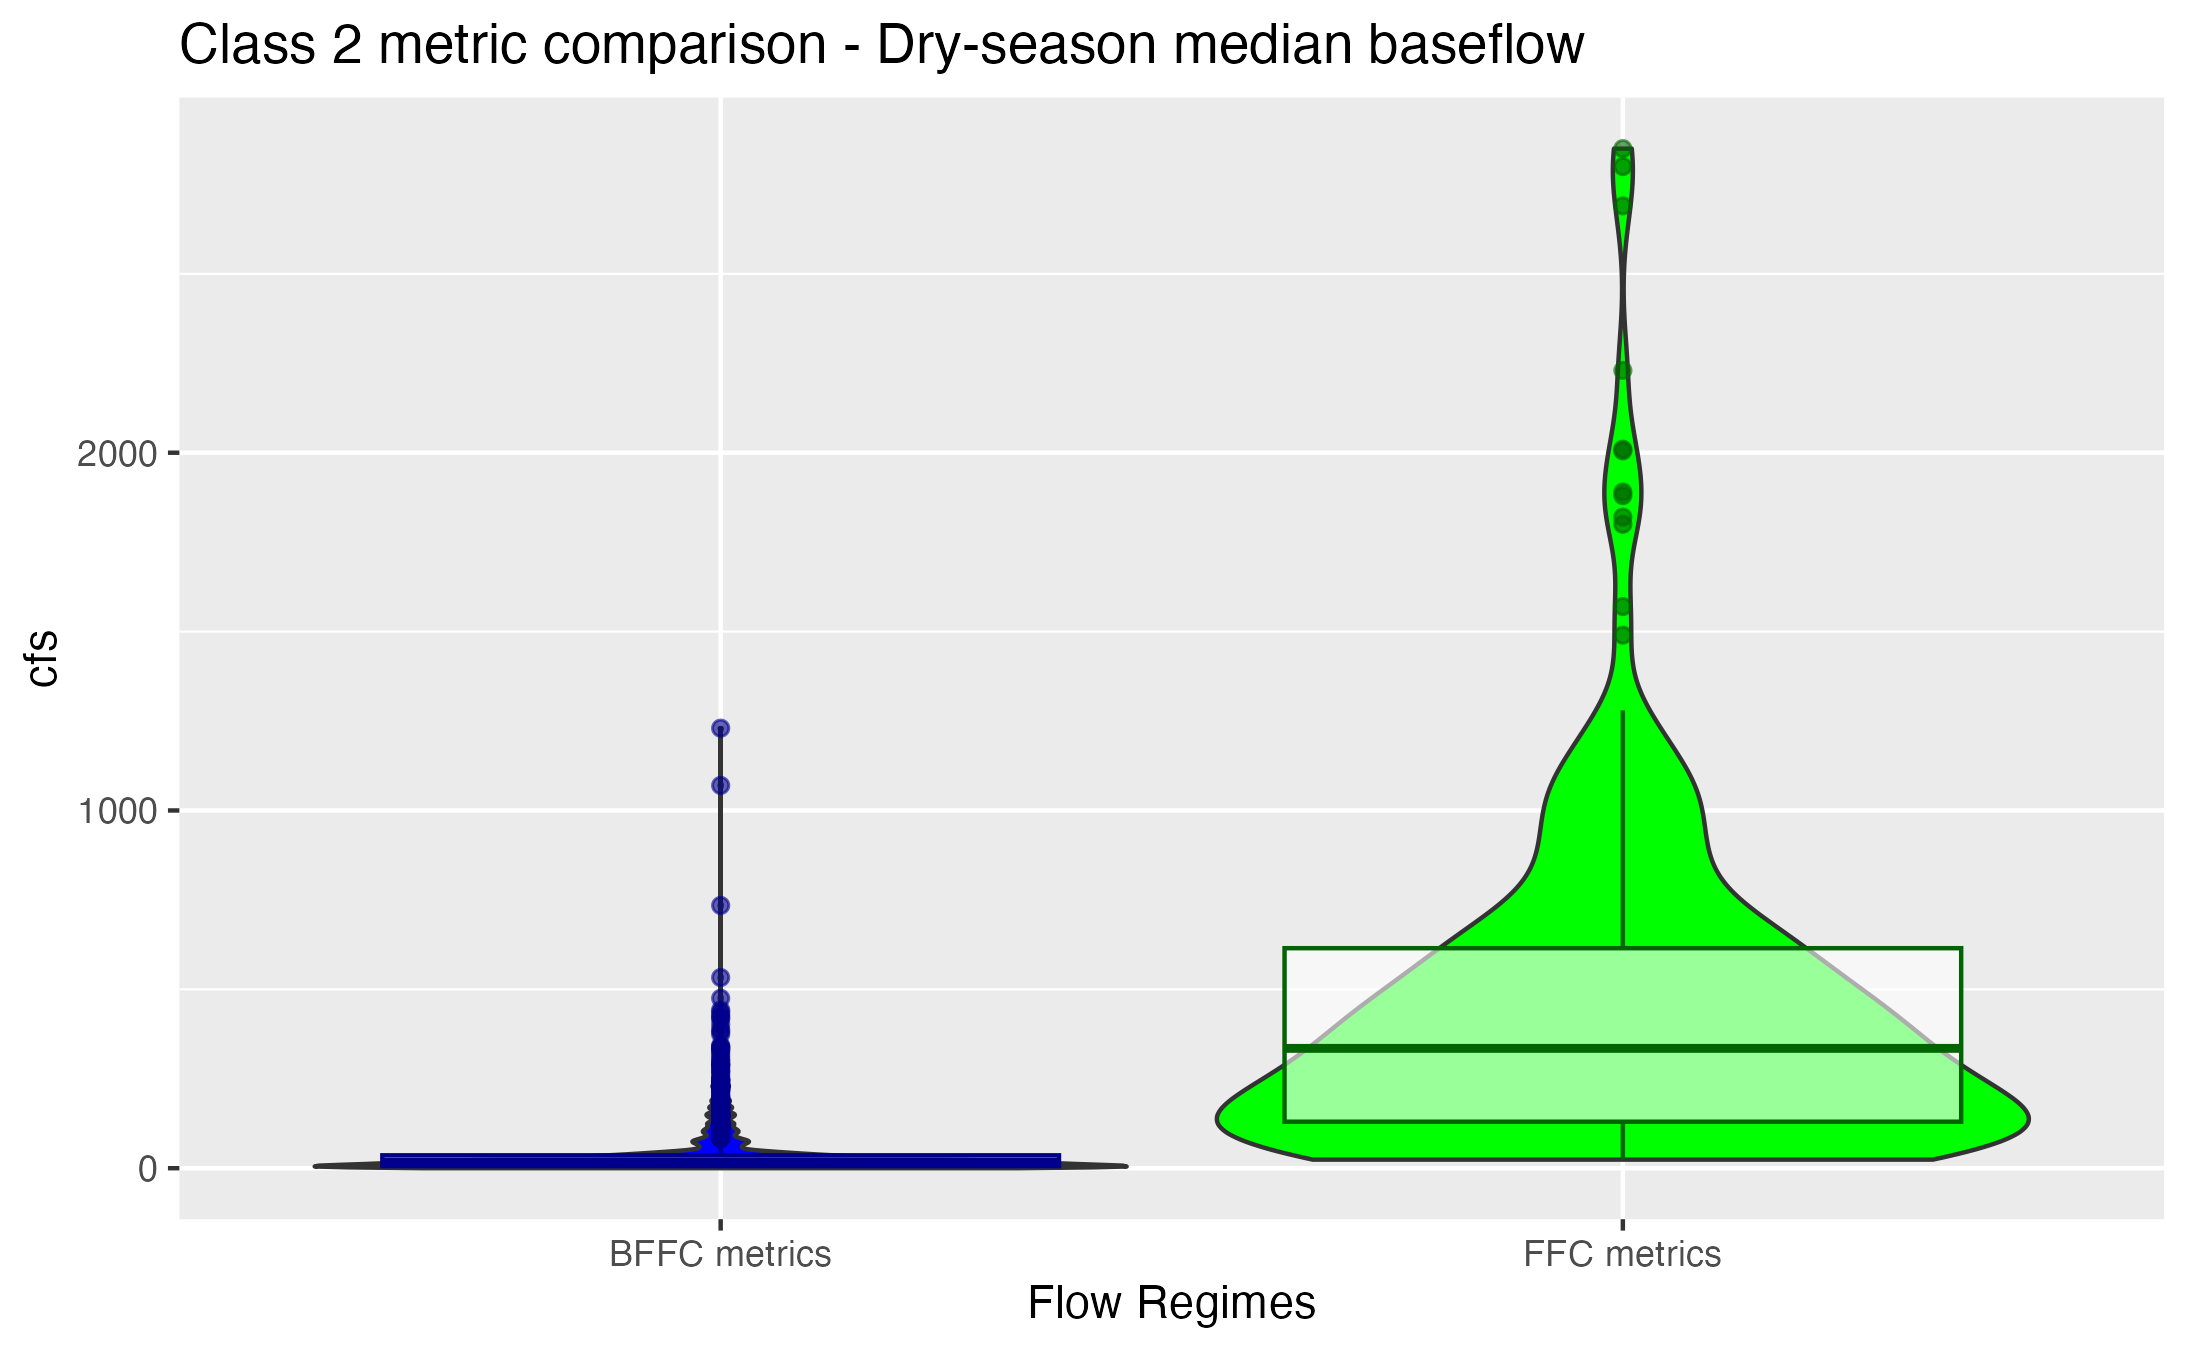 Class 2 metric comparison - Dry-season median baseflow
cfs
2000
1000
0
BFFC metrics
FFC metrics
Flow Regimes